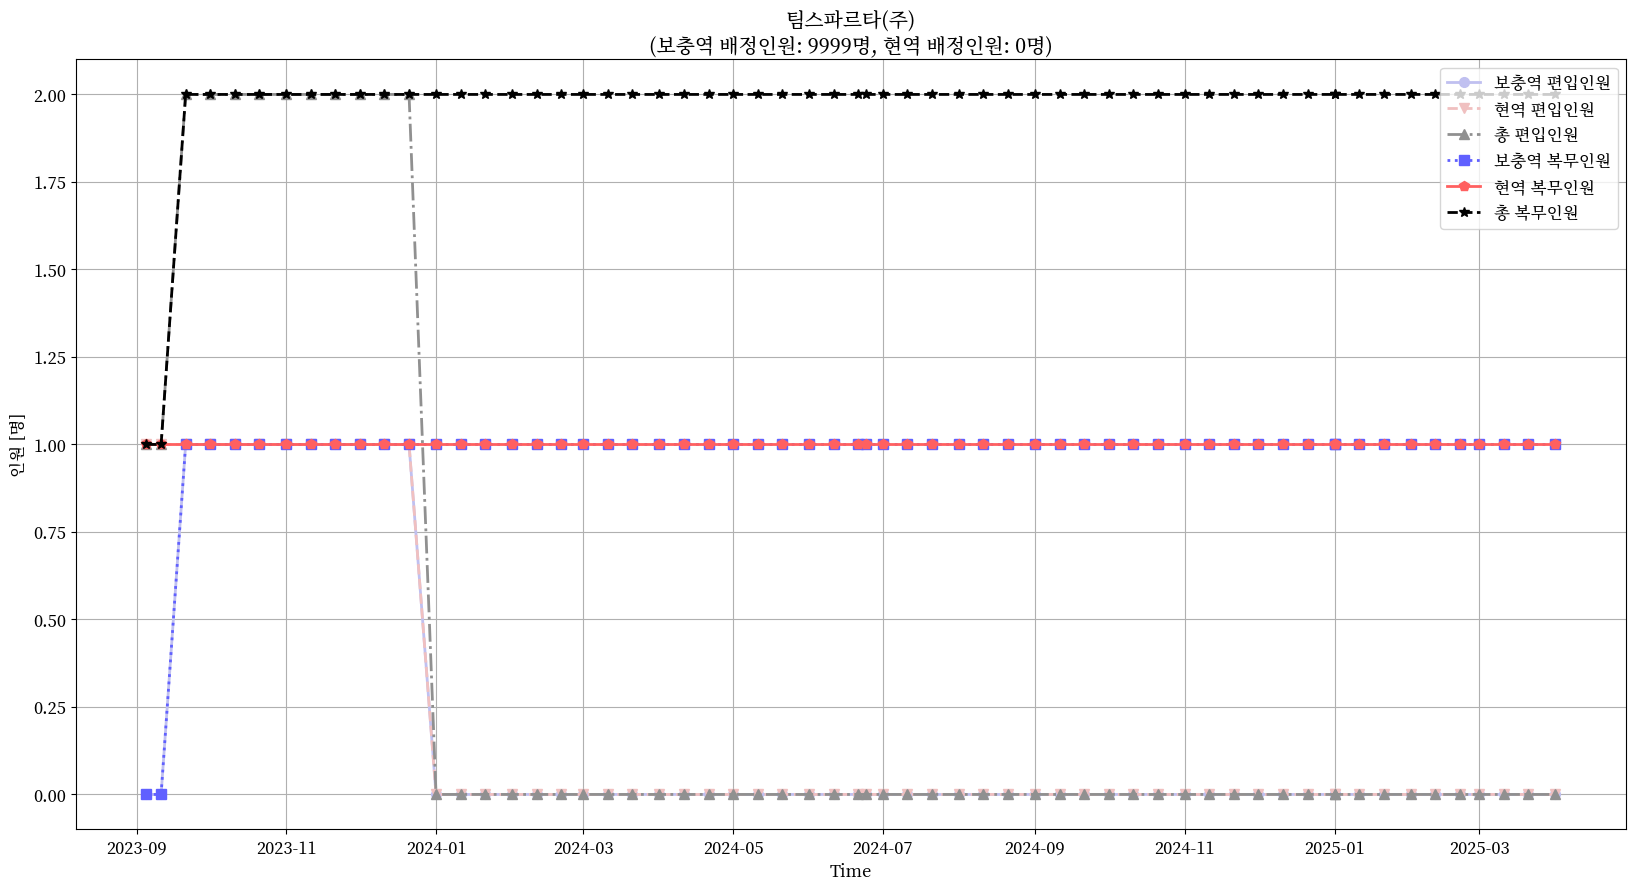 팀스파르타(주)
(보충역 배정인원: 9999명, 현역 배정인원: 0명)
보충역 편입인원
현역 편입인원
총 편입인원
보충역 복무인원
현역 복무인원
총 복무인원
2.00
1.75
1.50
1.25
1.00
0.75
0.50
0.25
0.00
인원 [명]
2023-09
2023-11
2024-01
2024-03
2024-05
2024-07
2024-09
2024-11
2025-01
2025-03
Time